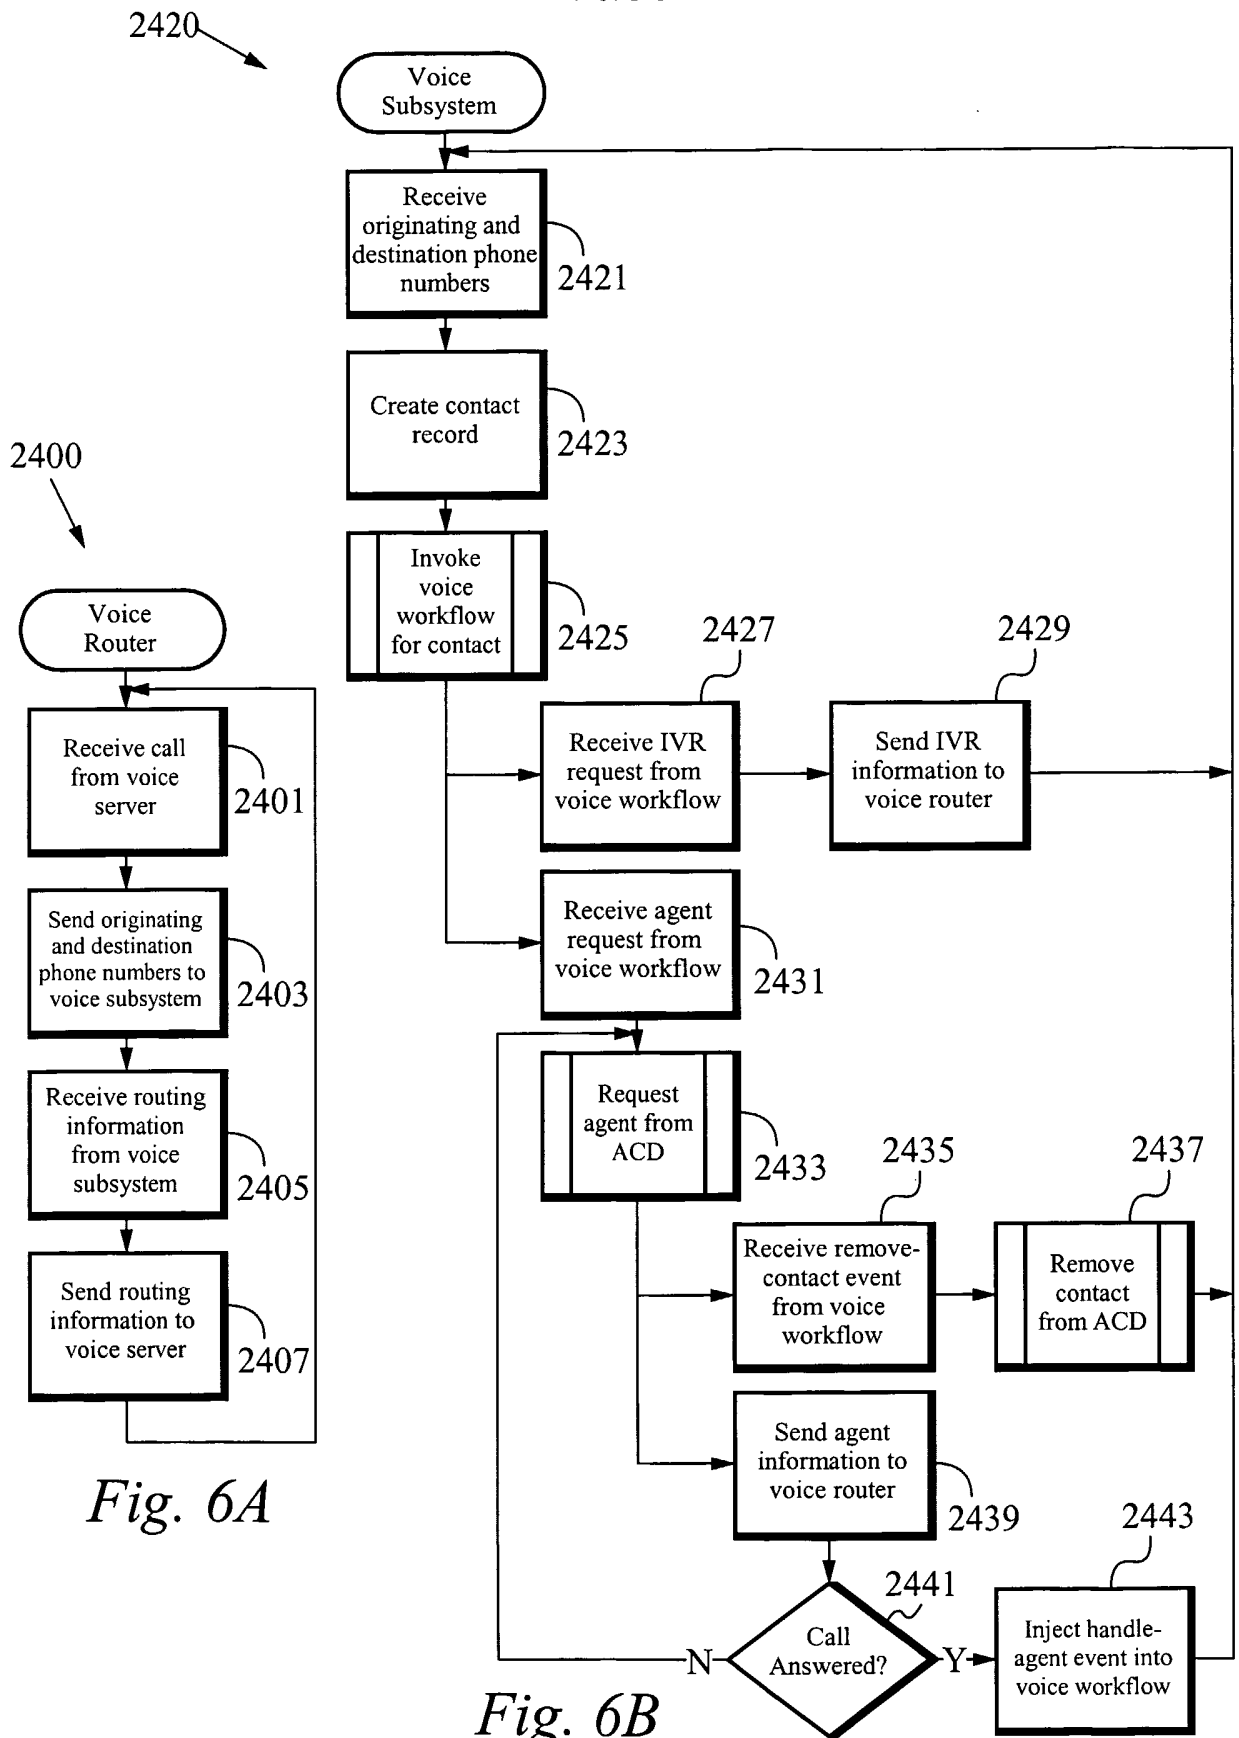 2420
Voice
Subsystem
Receive
originating and
destination phone
numbers
2421
Create contact
record
2423
2400
Invoke
voice
workflow
for contact
2425
Voice
Router
2427
2429
Receive call
from voice
server
2401
Receive IVR
request from
voice workflow
Send IVR
information to
voice router
Send originating
and destination
phone numbers to
voice subsystem
2403
Receive agent
request from
voice workflow
2431
Receive routing
information
from voice
subsystem
2405
Request
agent from
ACD
2433
2435
2437
Send routing
information to
voice server
2407
Receive remove-
contact event
from voice
workflow
Remove
contact
from ACD
Fig. 6A
Send agent
information to
voice router
2439
2443
2441
Call
Answered?
N
Y
Inject handle-
agent event into
voice workflow
Fig. 6B